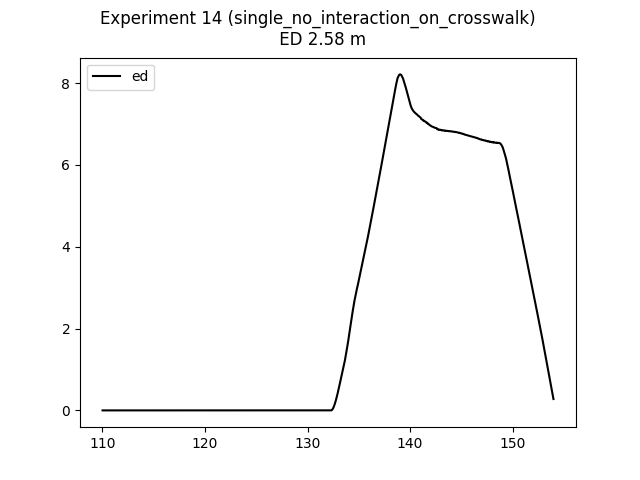 Experiment 14 (single_no_interaction_on_crosswalk)
ED 2.58 m
ed
8
6
4
2
0
110 120 130 140 150